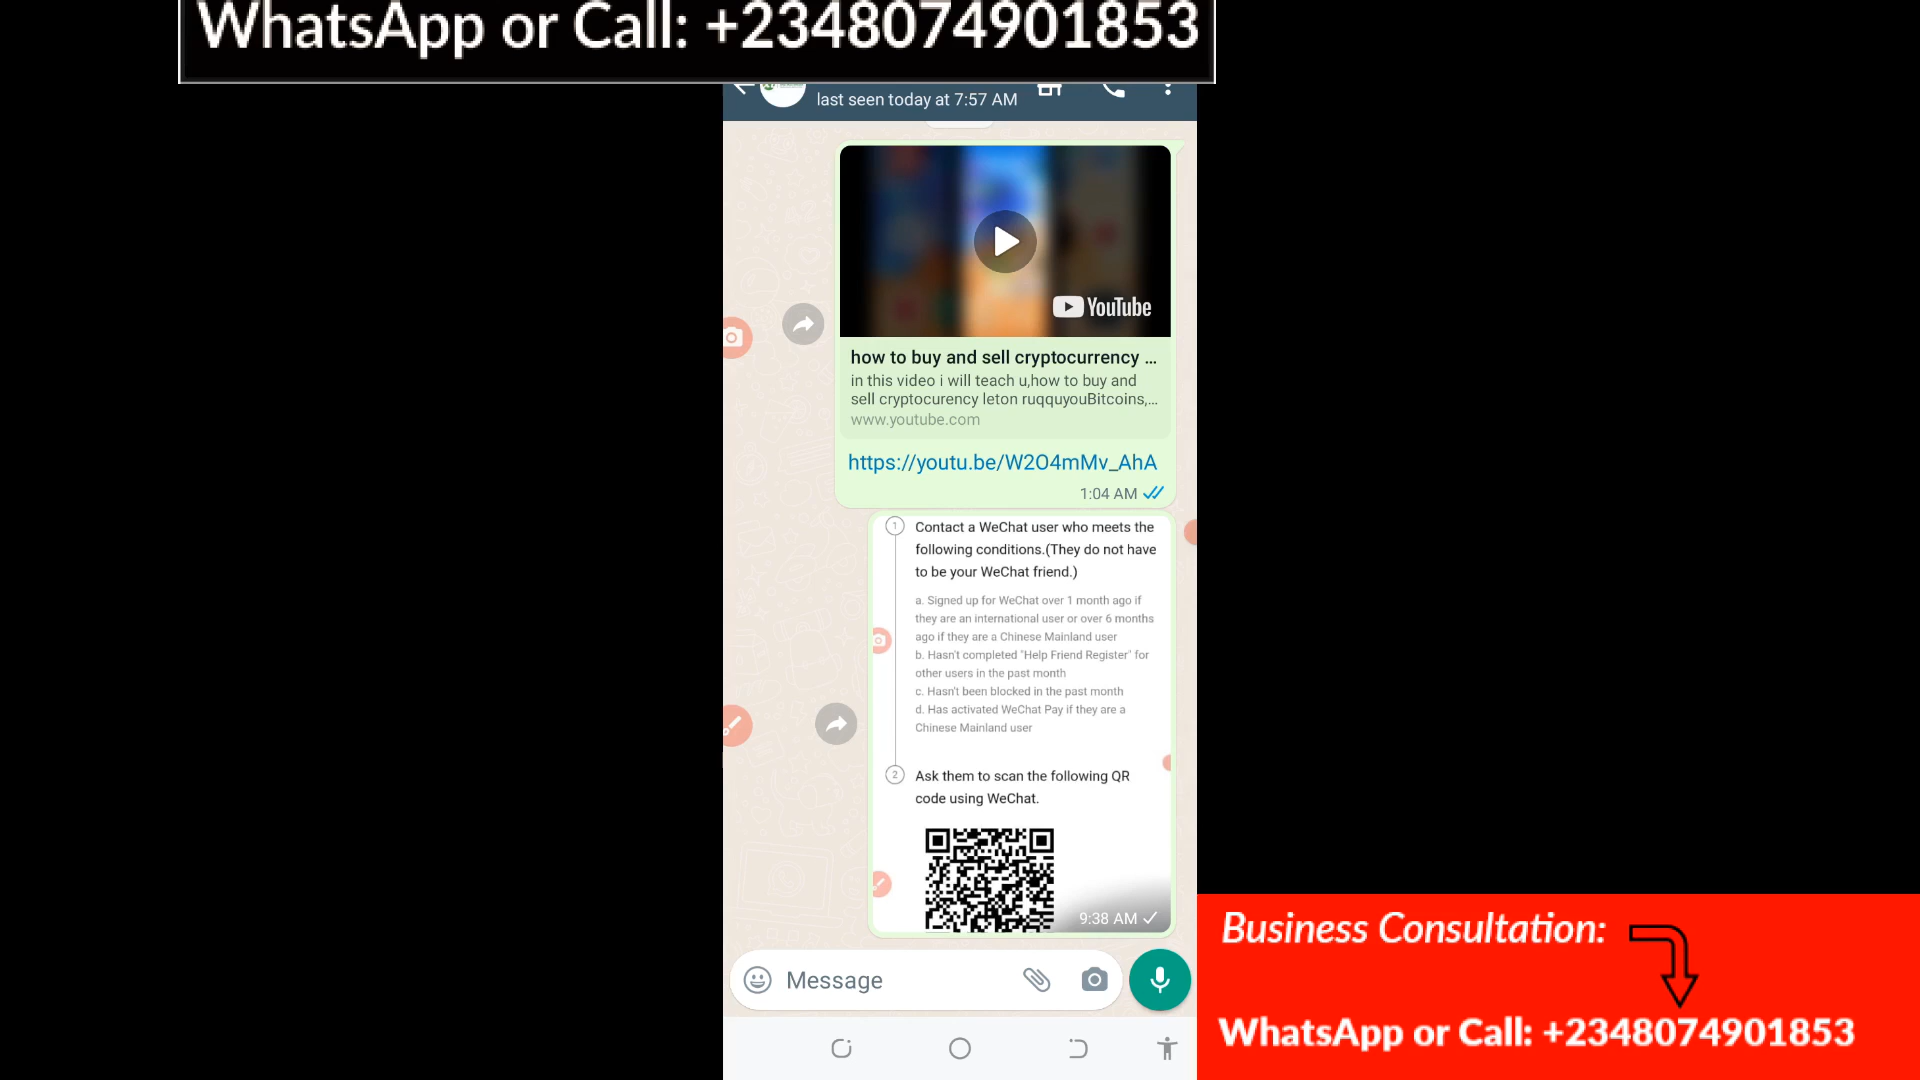 WhatsApp or Call: +2348074901853
last seen today at 7:57 AM
YouTube
how to buy and sell cryptocurrency ...
in this video i will teach u,how to buy and
sell cryptocurency leton ruqquyouBitcoins,...
www.youtube.com
https://youtu.be/W2O4mMv_AhA
1:04 AM
1 Contact a WeChat user who meets the
following conditions.(They do not have
to be your WeChat friend.)
a. Signed up for WeChat over 1 month ago if
they are an international user or over 6 months
ago if they are a Chinese Mainland user
b. Hasn't completed "Help Friend Register" for
other users in the past month
c. Hasn't been blocked in the past month
d. Has activated WeChat Pay if they are a
Chinese Mainland user
2 Ask them to scan the following QR
code using WeChat.
9:38 AM
Message
Business Consultation:
WhatsApp or Call: +2348074901853